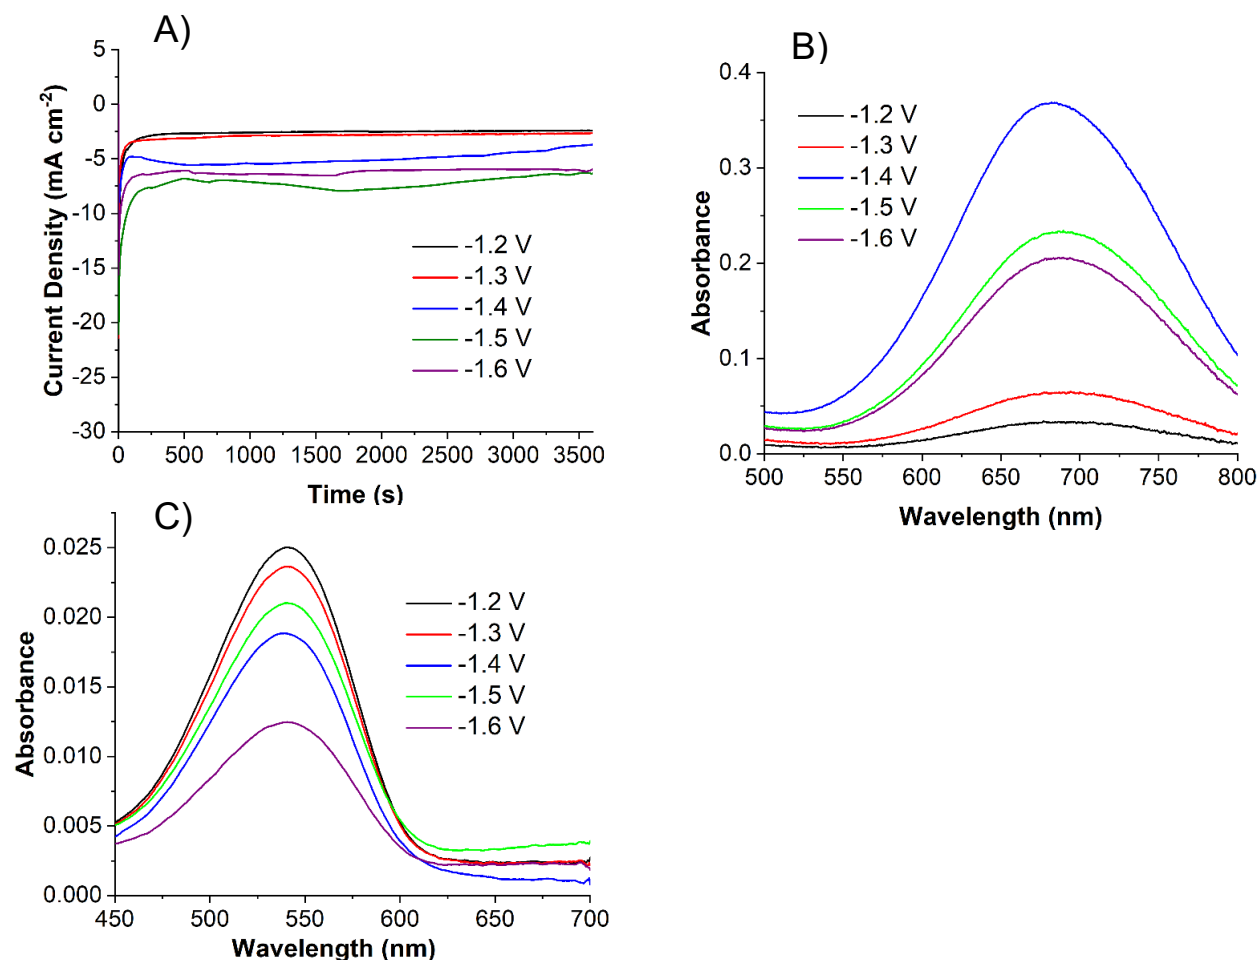 A)
5
0
-5
-10
-15
-20
-25
-30
Current Density (mA cm⁻²)
-1.2 V
-1.3 V
-1.4 V
-1.5 V
-1.6 V
0 500 1000 1500 2000 2500 3000 3500
Time (s)
B)
0.4
0.3
0.2
0.1
0.0
Absorbance
-1.2 V
-1.3 V
-1.4 V
-1.5 V
-1.6 V
500 550 600 650 700 750 800
Wavelength (nm)
C)
0.025
0.020
0.015
0.010
0.005
0.000
Absorbance
-1.2 V
-1.3 V
-1.4 V
-1.5 V
-1.6 V
450 500 550 600 650 700
Wavelength (nm)